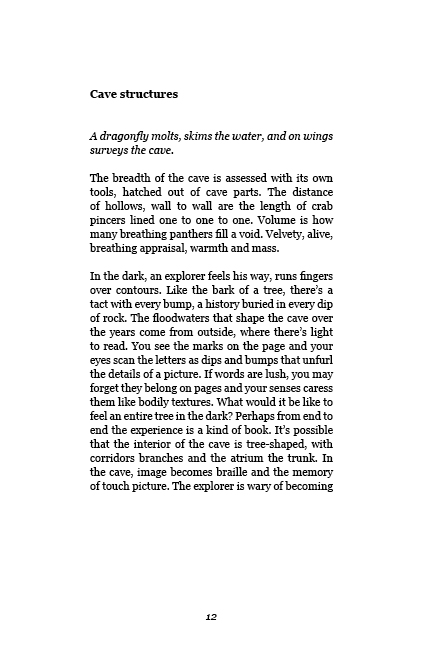 Cave structures
A dragonfly molts, skims the water, and on wings
surveys the cave.
The breadth of the cave is assessed with its own
tools, hatched out of cave parts. The distance
of hollows, wall to wall are the length of crab
pincers lined one to one to one. Volume is how
many breathing panthers fill a void. Velvety, alive,
breathing appraisal, warmth and mass.
In the dark, an explorer feels his way, runs fingers
over contours. Like the bark of a tree, there's a
tact with every bump, a history buried in every dip
of rock. The floodwaters that shape the cave over
the years come from outside, where there's light
to read. You see the marks on the page and your
eyes scan the letters as dips and bumps that unfurl
the details of a picture. If words are lush, you may
forget they belong on pages and your senses caress
them like bodily textures. What would it be like to
feel an entire tree in the dark? Perhaps from end to
end the experience is a kind of book. It's possible
that the interior of the cave is tree-shaped, with
corridors branches and the atrium the trunk. In
the cave, image becomes braille and the memory
of touch picture. The explorer is wary of becoming
12